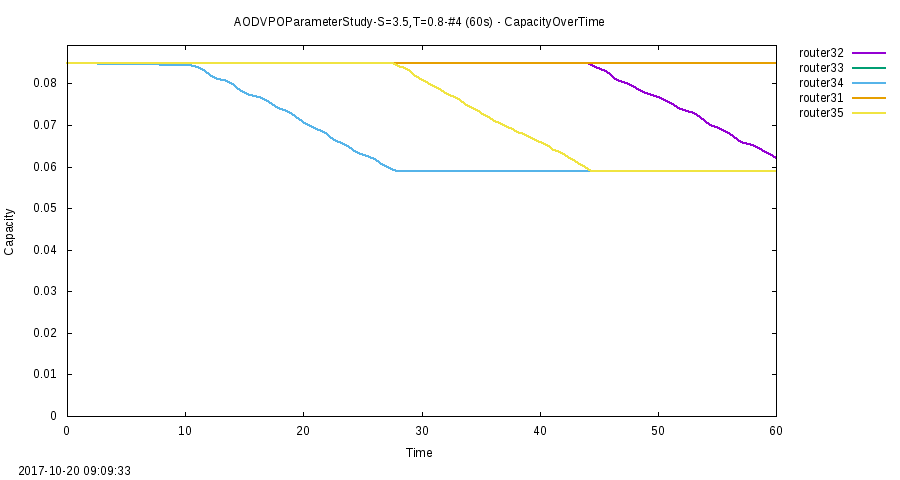 AODVPOParameterStudy-S=3.5,T=0.8-#4 (60s) - CapacityOverTime
router32
router33
router34
router31
router35
0.08
0.07
0.06
0.05
0.04
0.03
0.02
0.01
0
Capacity
0 10 20 30 40 50 60
Time
2017-10-20 09:09:33